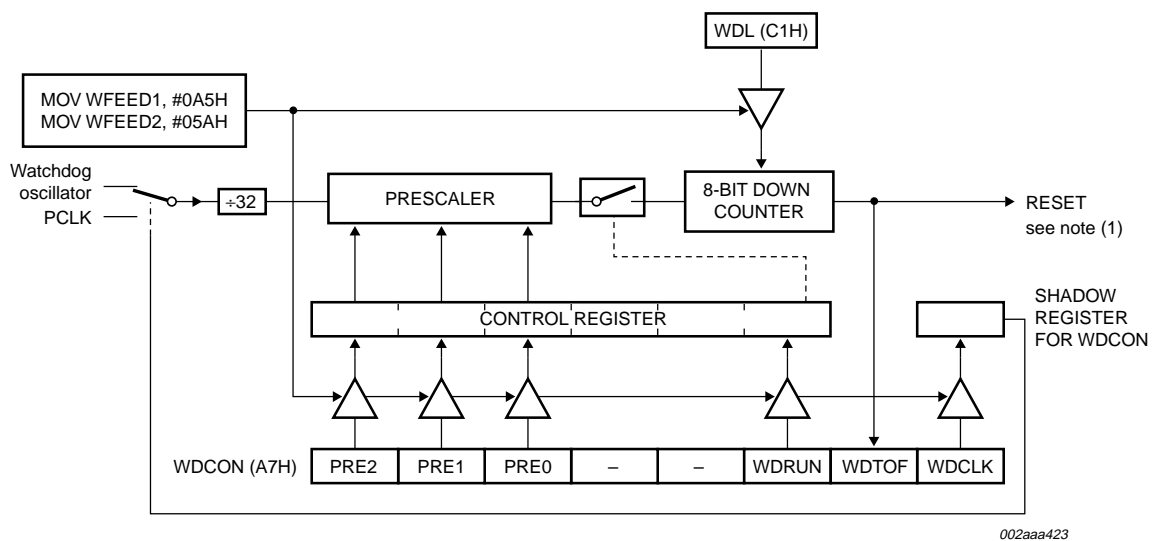 WDL (C1H)
MOV WFEED1, #0A5H
MOV WFEED2, #05AH
Watchdog
oscillator
PCLK
÷32
PRESCALER
8-BIT DOWN
COUNTER
RESET
see note (1)
CONTROL REGISTER
SHADOW
REGISTER
FOR WDCON
WDCON (A7H)
PRE2
PRE1
PRE0
–
–
WDRUN
WDTOF
WDCLK
002aaa423